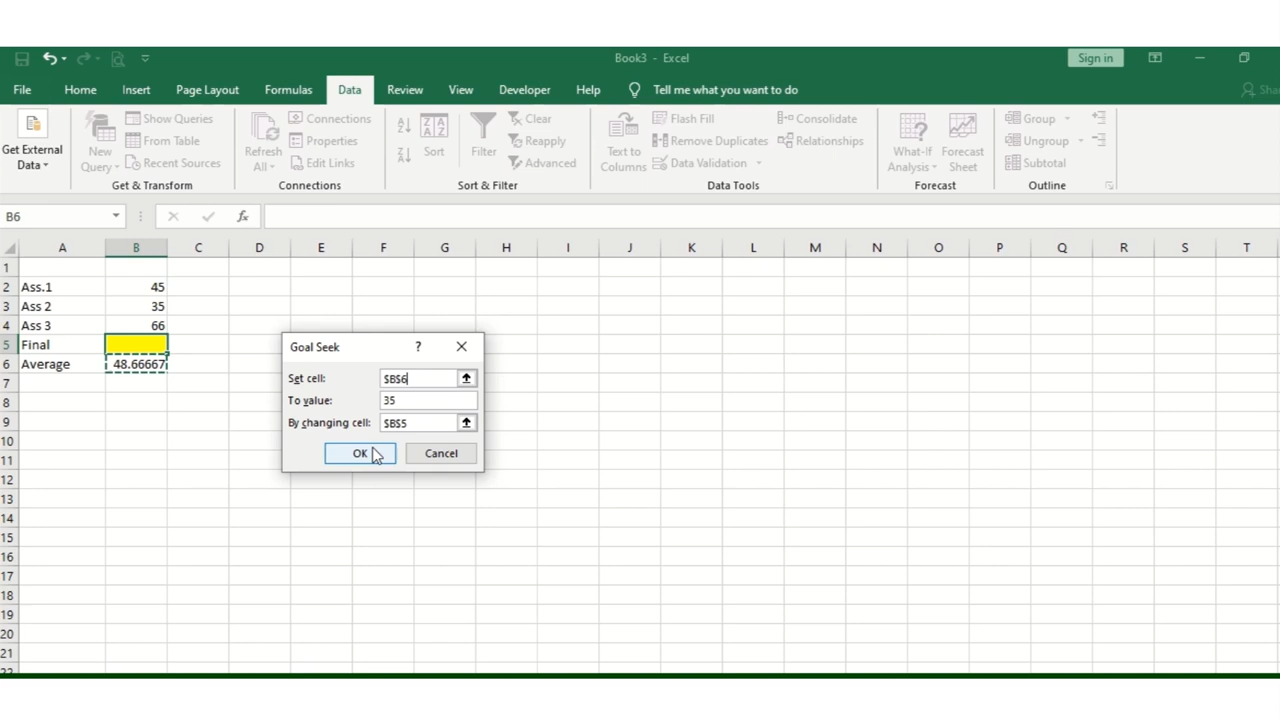 Book3 - Excel
Sign in
File Home Insert Page Layout Formulas Data Review View Developer Help Tell me what you want to do
Get External Data
New Query
Show Queries
From Table
Recent Sources
Get & Transform
Refresh All
Connections
Properties
Edit Links
Connections
Sort
Filter
Clear
Reapply
Advanced
Sort & Filter
Text to Columns
Flash Fill
Remove Duplicates
Data Validation
Consolidate
Relationships
Data Tools
What-If Analysis
Forecast Sheet
Forecast
Group
Ungroup
Subtotal
Outline
B6 fx
A B C D E F G H I J K L M N O P Q R S T
1
2 Ass.1 45
3 Ass 2 35
4 Ass 3 66
5 Final
6 Average 48.66667
7
8
9
10
11
12
13
14
15
16
17
18
19
20
21
22
Goal Seek ?
Set cell: $B$6
To value: 35
By changing cell: $B$5
OK Cancel